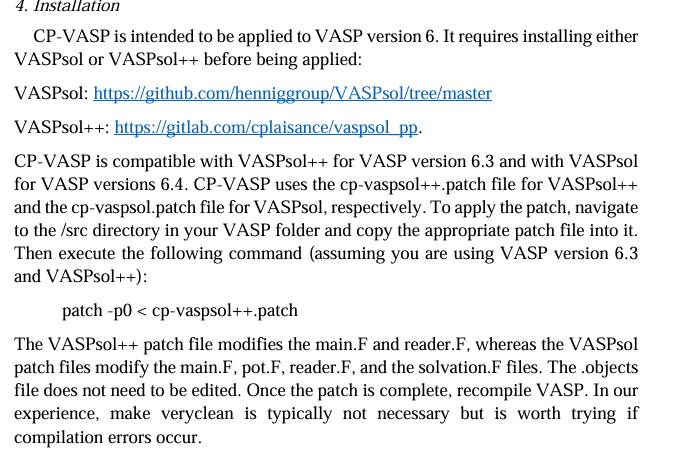 4. Installation
CP-VASP is intended to be applied to VASP version 6. It requires installing either
VASPsol or VASPsol++ before being applied:
VASPsol: https://github.com/henniggroup/VASPsol/tree/master
VASPsol++: https://gitlab.com/cplaisance/vaspsol_pp.
CP-VASP is compatible with VASPsol++ for VASP version 6.3 and with VASPsol
for VASP versions 6.4. CP-VASP uses the cp-vaspsol++.patch file for VASPsol++
and the cp-vaspsol.patch file for VASPsol, respectively. To apply the patch, navigate
to the /src directory in your VASP folder and copy the appropriate patch file into it.
Then execute the following command (assuming you are using VASP version 6.3
and VASPsol++):
patch -p0 < cp-vaspsol++.patch
The VASPsol++ patch file modifies the main.F and reader.F, whereas the VASPsol
patch files modify the main.F, pot.F, reader.F, and the solvation.F files. The .objects
file does not need to be edited. Once the patch is complete, recompile VASP. In our
experience, make veryclean is typically not necessary but is worth trying if
compilation errors occur.